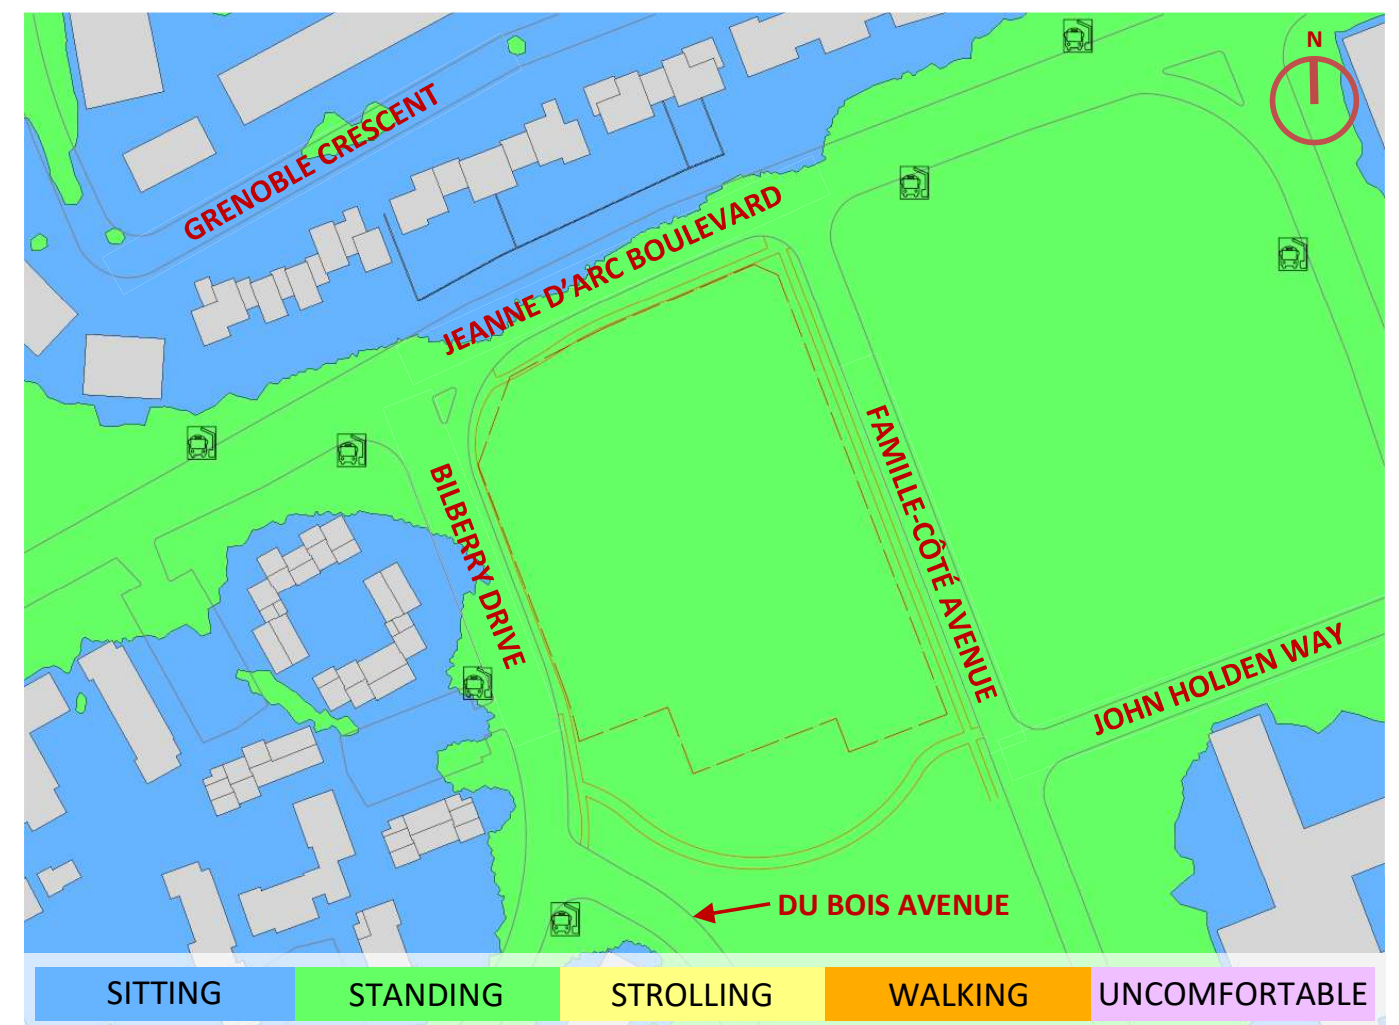 N
GRENOBLE CRESCENT
JEANNE D'ARC BOULEVARD
BILBERRY DRIVE
FAMILLE-CÔTÉ AVENUE
JOHN HOLDEN WAY
DU BOIS AVENUE
SITTING
STANDING
STROLLING
WALKING
UNCOMFORTABLE